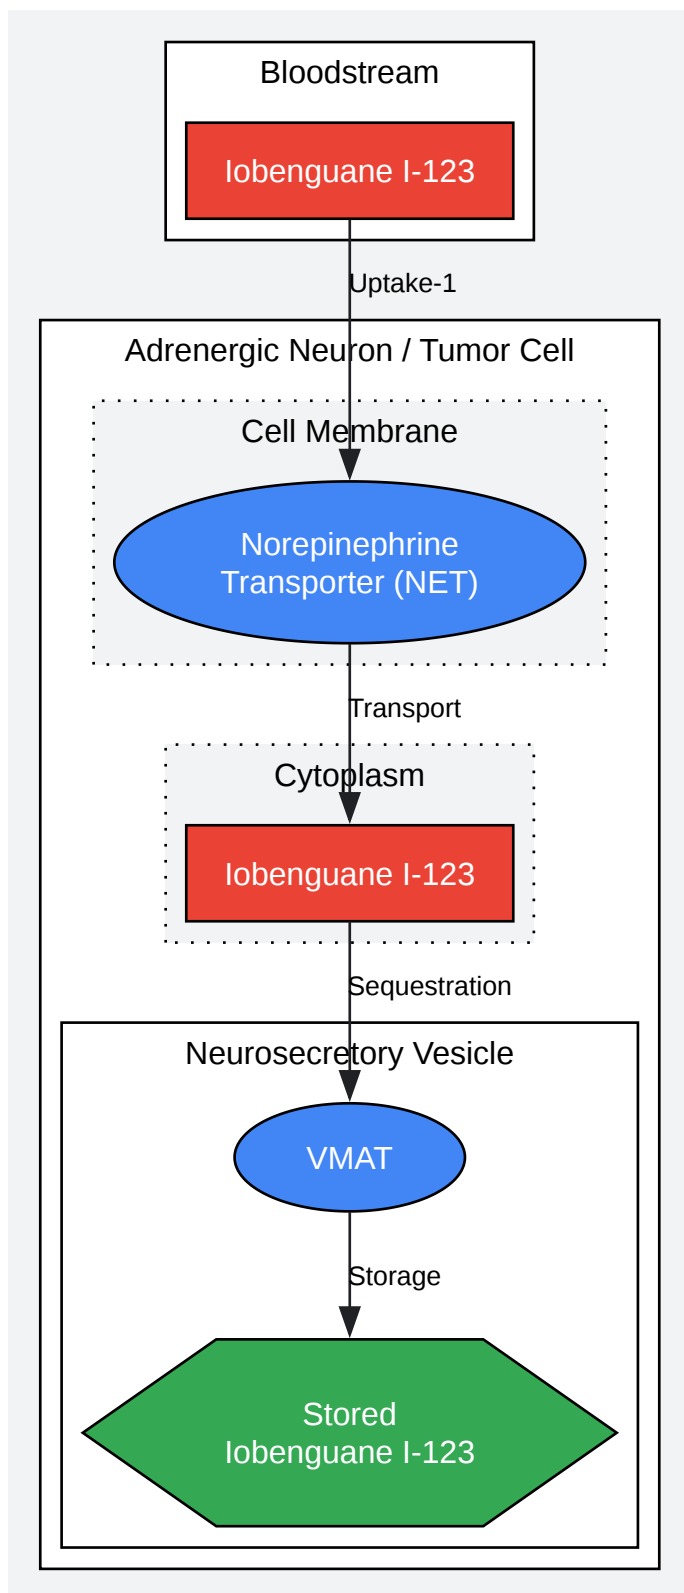 Bloodstream
Iobenguane I-123
Uptake-1
Adrenergic Neuron / Tumor Cell
Cell Membrane
Norepinephrine
Transporter (NET)
Transport
Cytoplasm
Iobenguane I-123
Sequestration
Neurosecretory Vesicle
VMAT
Storage
Stored
Iobenguane I-123